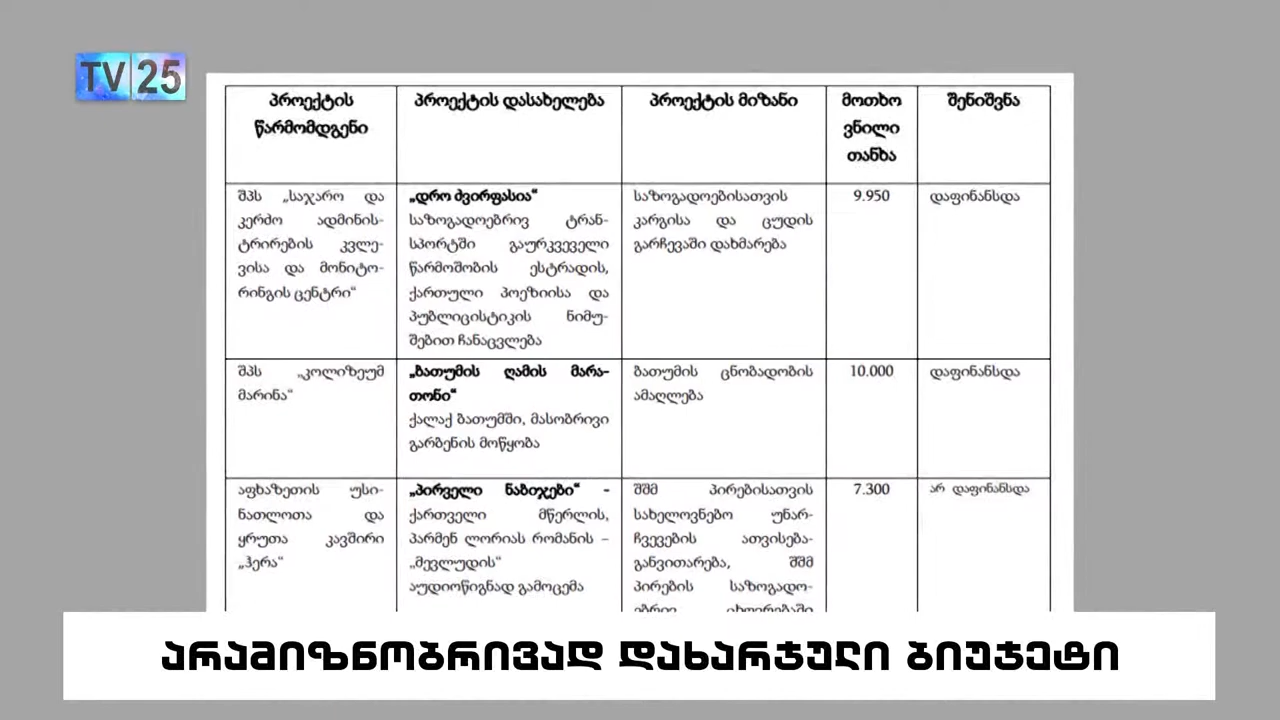 TV 25
პროექტის
წარმომდგენი
პროექტის დასახელება
პროექტის მიზანი
მოთხო
ვნილი
თანხა
შენიშვნა
შპს „საჯარო და
კერძო ადმინის-
ტრირების კვლე-
ვისა და მონიტო-
რინგის ცენტრი“
„დრო ძვირფასია“
საზოგადოებრივ ტრან-
სპორტში გაურკვეველი
წარმოშობის ესტრადის,
ქართული პოეზიისა და
პუბლიცისტიკის ნიმუ-
შებით ჩანაცვლება
საზოგადოებისათვის
კარგისა და ცუდის
გარჩევაში დახმარება
9.950
დაფინანსდა
შპს „კოლიზეუმ
მარინა“
„ბათუმის ღამის მარა-
თონი“
ქალაქ ბათუმში, მასობრივი
გარბენის მოწყობა
ბათუმის ცნობადობის
ამაღლება
10.000
დაფინანსდა
აფხაზეთის უსი-
ნათლოთა და
ყრუთა კავშირი
„ჰერა“
„პირველი ნაბიჯები“ -
ქართველი მწერლის,
პარმენ ლორიას რომანის –
„მევლუდის“
აუდიოწიგნად გამოცემა
შშმ პირებისათვის
სახელოვნებო უნარ-
ჩვევების ათვისება-
განვითარება, შშმ
პირების საზოგადო-
ებრივ ცხოვრებაში
7.300
არ დაფინანსდა
არამიზნობრივად დახარჯული ბიუჯეტი